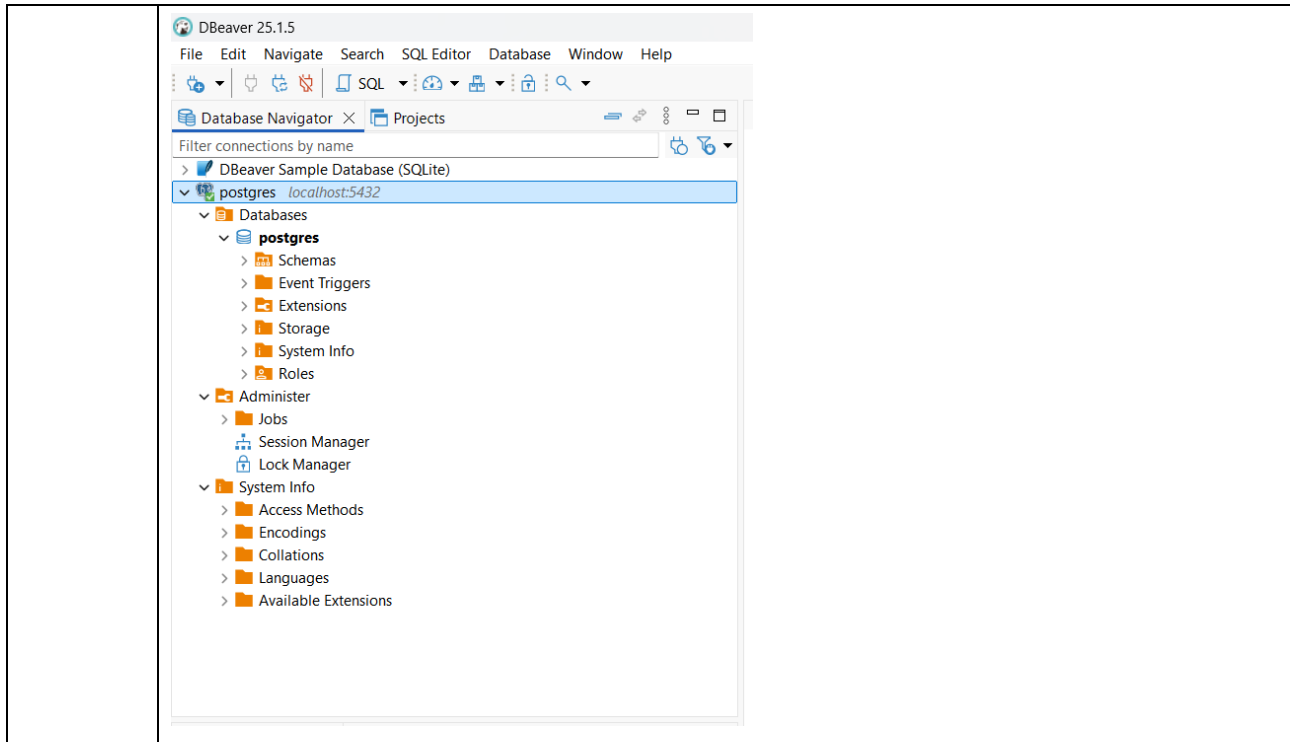 DBeaver 25.1.5
File Edit Navigate Search SQL Editor Database Window Help
SQL
Database Navigator Projects
Filter connections by name
DBeaver Sample Database (SQLite)
postgres localhost:5432
Databases
postgres
Schemas
Event Triggers
Extensions
Storage
System Info
Roles
Administer
Jobs
Session Manager
Lock Manager
System Info
Access Methods
Encodings
Collations
Languages
Available Extensions